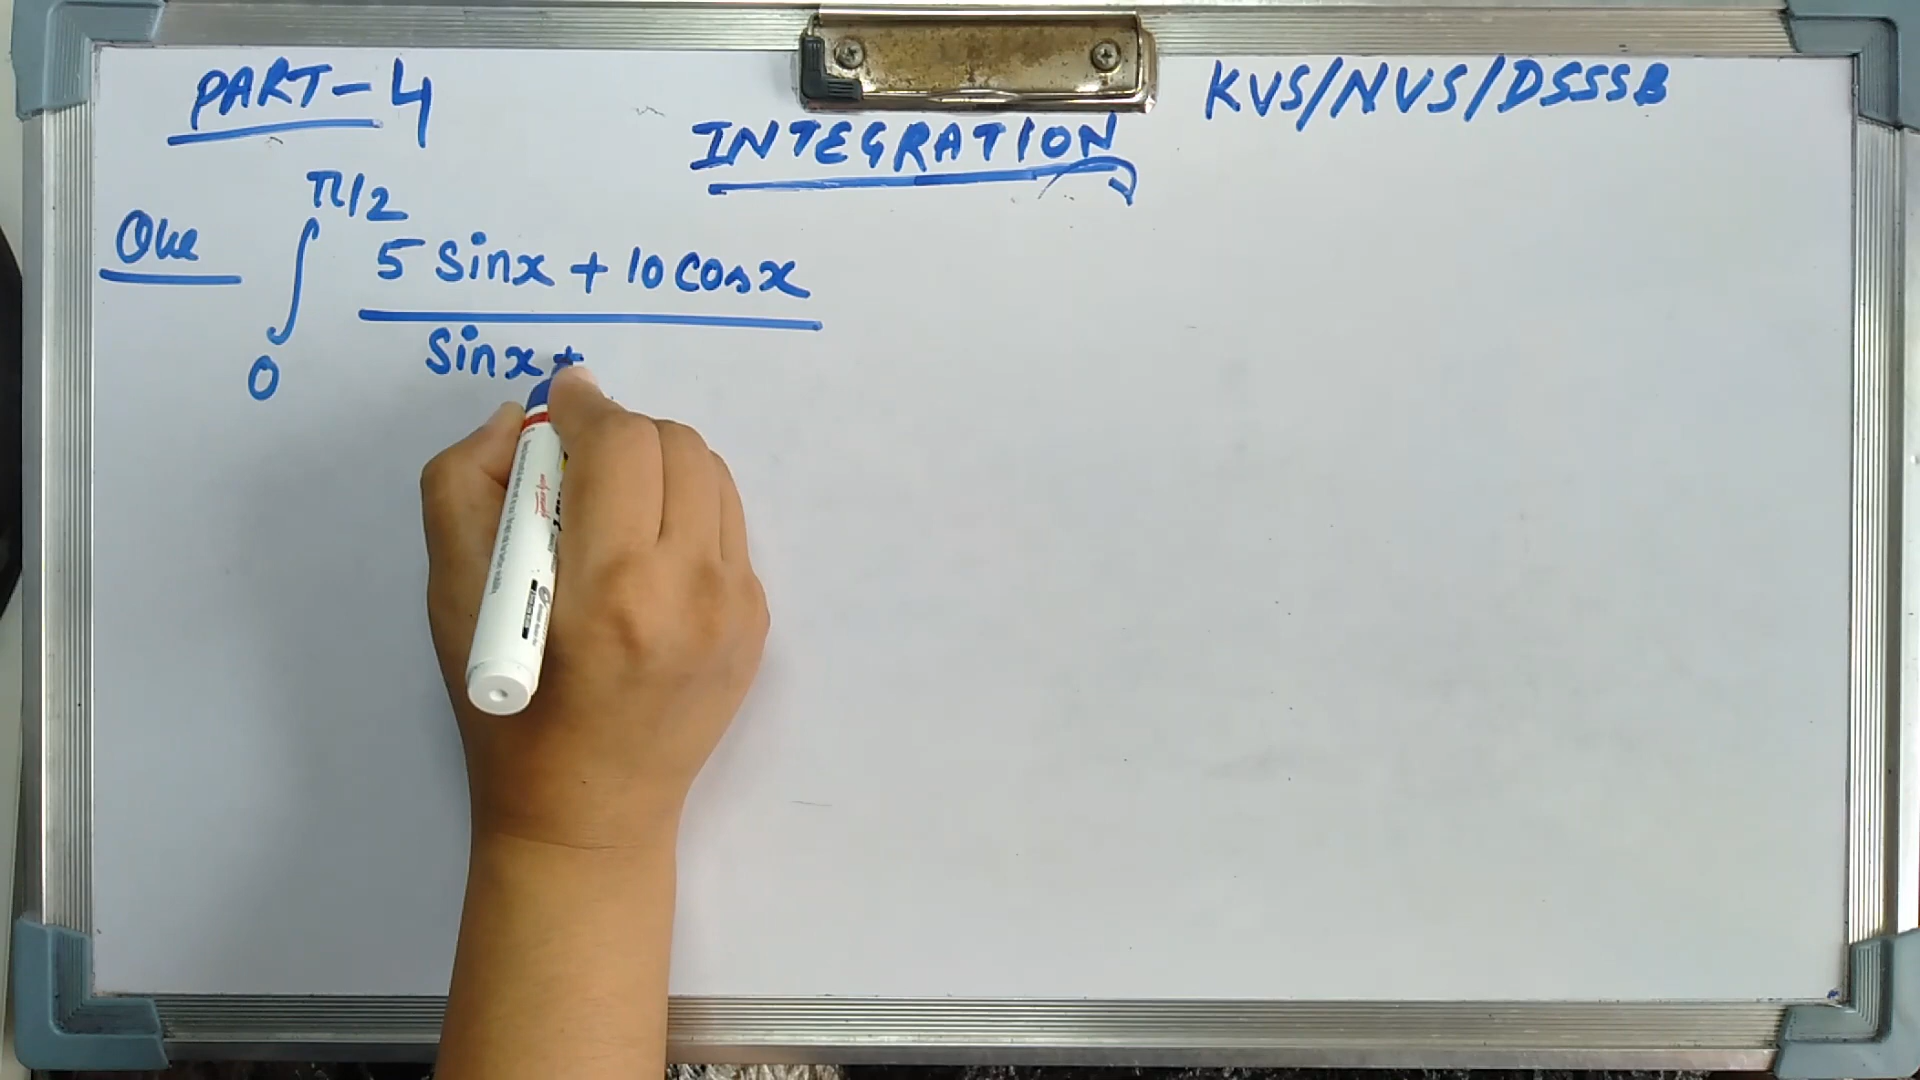 PART-4
KVS/NVS/DSSSB
INTEGRATION
Que ∫ 0 π/2 5 sinx + 10 cosx
sinx +